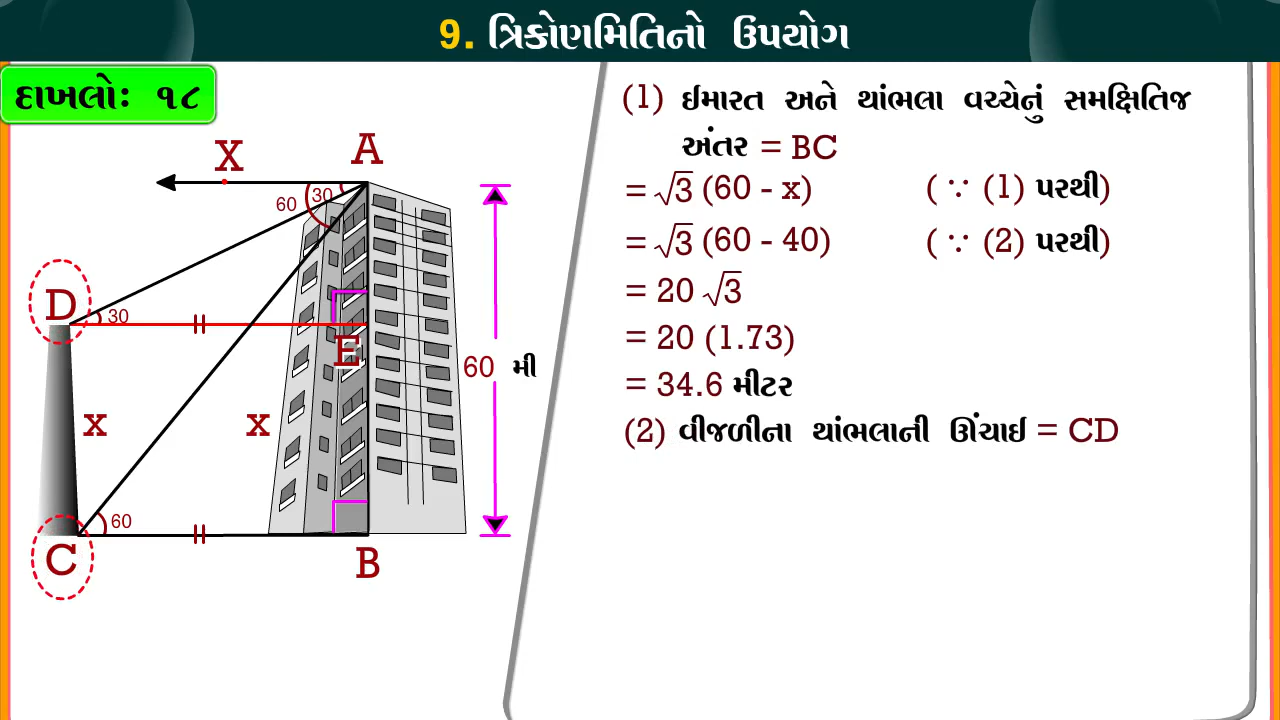 9. ત્રિકોણમિતિનો ઉપયોગ
દાખલોઃ ૧૮
X
A
60
30
D
30
E
60 મી
x
x
60
C
B
(1) ઈમારત અને થાંભલા વચ્ચેનું સમક્ષિતિજ
અંતર = BC
= √3 (60 - x) ( ∵ (1) પરથી)
= √3 (60 - 40) ( ∵ (2) પરથી)
= 20 √3
= 20 (1.73)
= 34.6 મીટર
(2) વીજળીના થાંભલાની ઊંચાઈ = CD